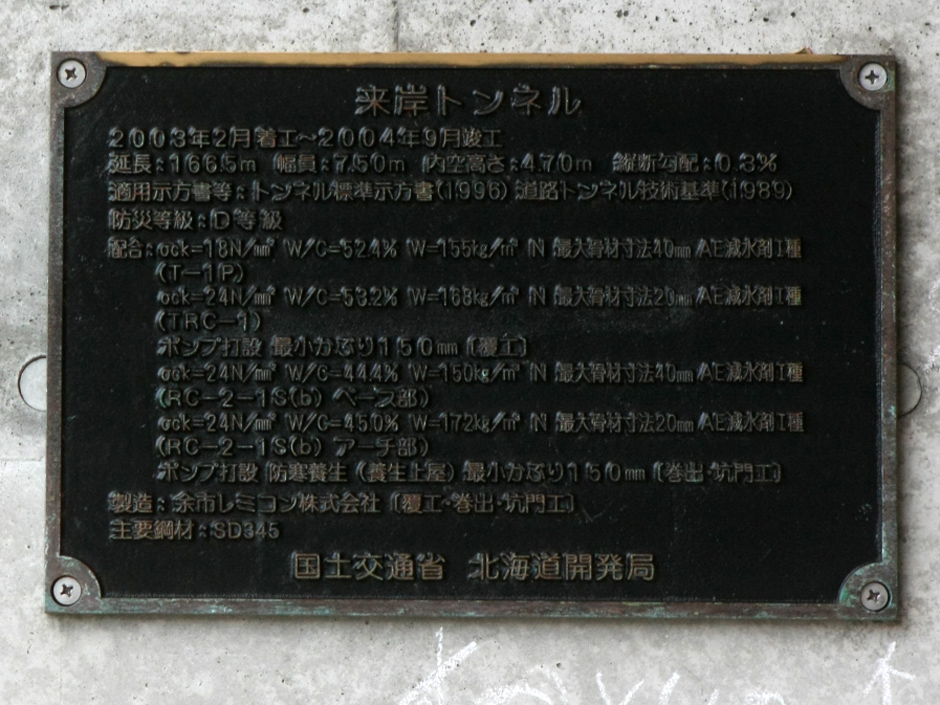 来岸トンネル
2003年2月着工～2004年9月竣工
延長:1665m 幅員:7.50m 内空高さ:4.70m 縦断勾配:0.3%
適用示方書等:トンネル標準示方書(1996) 道路トンネル技術基準(1989)
防災等級:D等級
配合:σck=18N/㎟ W/C=52.4% W=155kg/㎥ N 最大骨材寸法40㎜ AE減水剤I種
(T-1P)
σck=24N/㎟ W/C=53.2% W=168kg/㎥ N 最大骨材寸法20㎜ AE減水剤I種
(TRC-1)
ポンプ打設 最小かぶり150㎜ 〔覆工〕
σck=24N/㎟ W/C=44.4% W=150kg/㎥ N 最大骨材寸法40㎜ AE減水剤I種
(RC-2-1S(b) ベース部)
σck=24N/㎟ W/C=45.0% W=172kg/㎥ N 最大骨材寸法20㎜ AE減水剤I種
(RC-2-1S(b) アーチ部)
ポンプ打設 防寒養生（養生上屋）最小かぶり150㎜〔巻出・坑門工〕
製造:余市レミコン株式会社〔覆工・巻出・坑門工〕
主要鋼材:SD345
国土交通省 北海道開発局